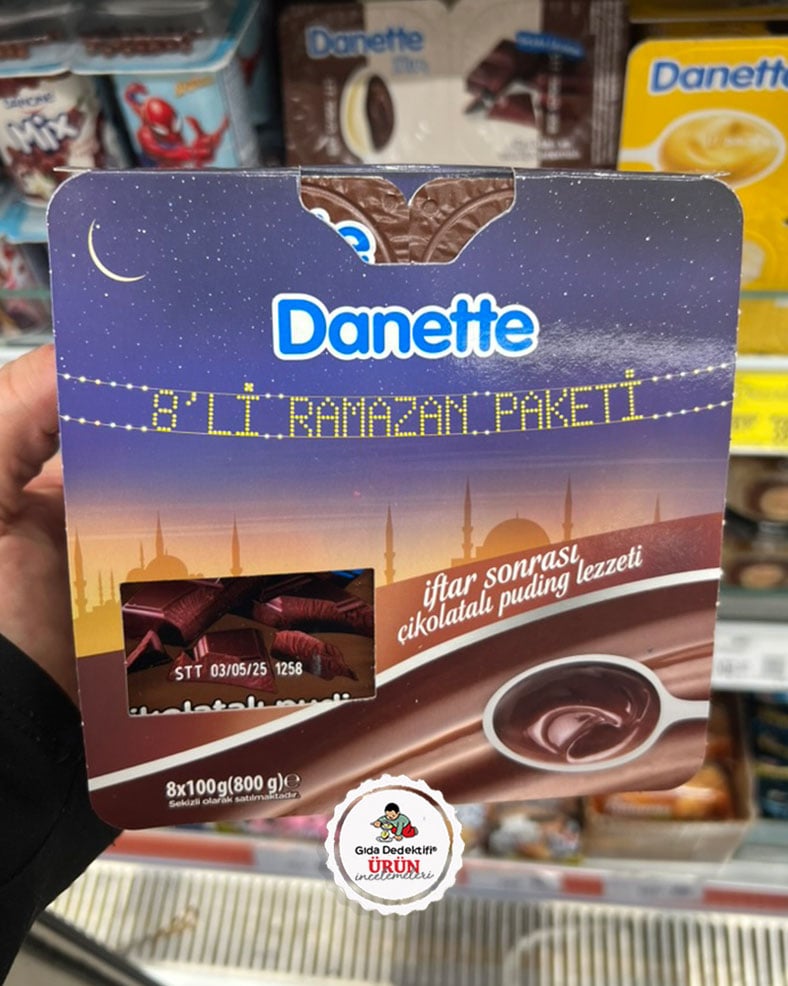 Danette
Danette
DANONE
Mix
Danette
8'Lİ RAMAZAN PAKETİ
iftar sonrası
çikolatalı puding lezzeti
STT 03/05/25 1258
8x100g(800 g)e
Sekizli olarak satılmaktadır.
Gıda Dedektifi®
ÜRÜN
incelemeleri